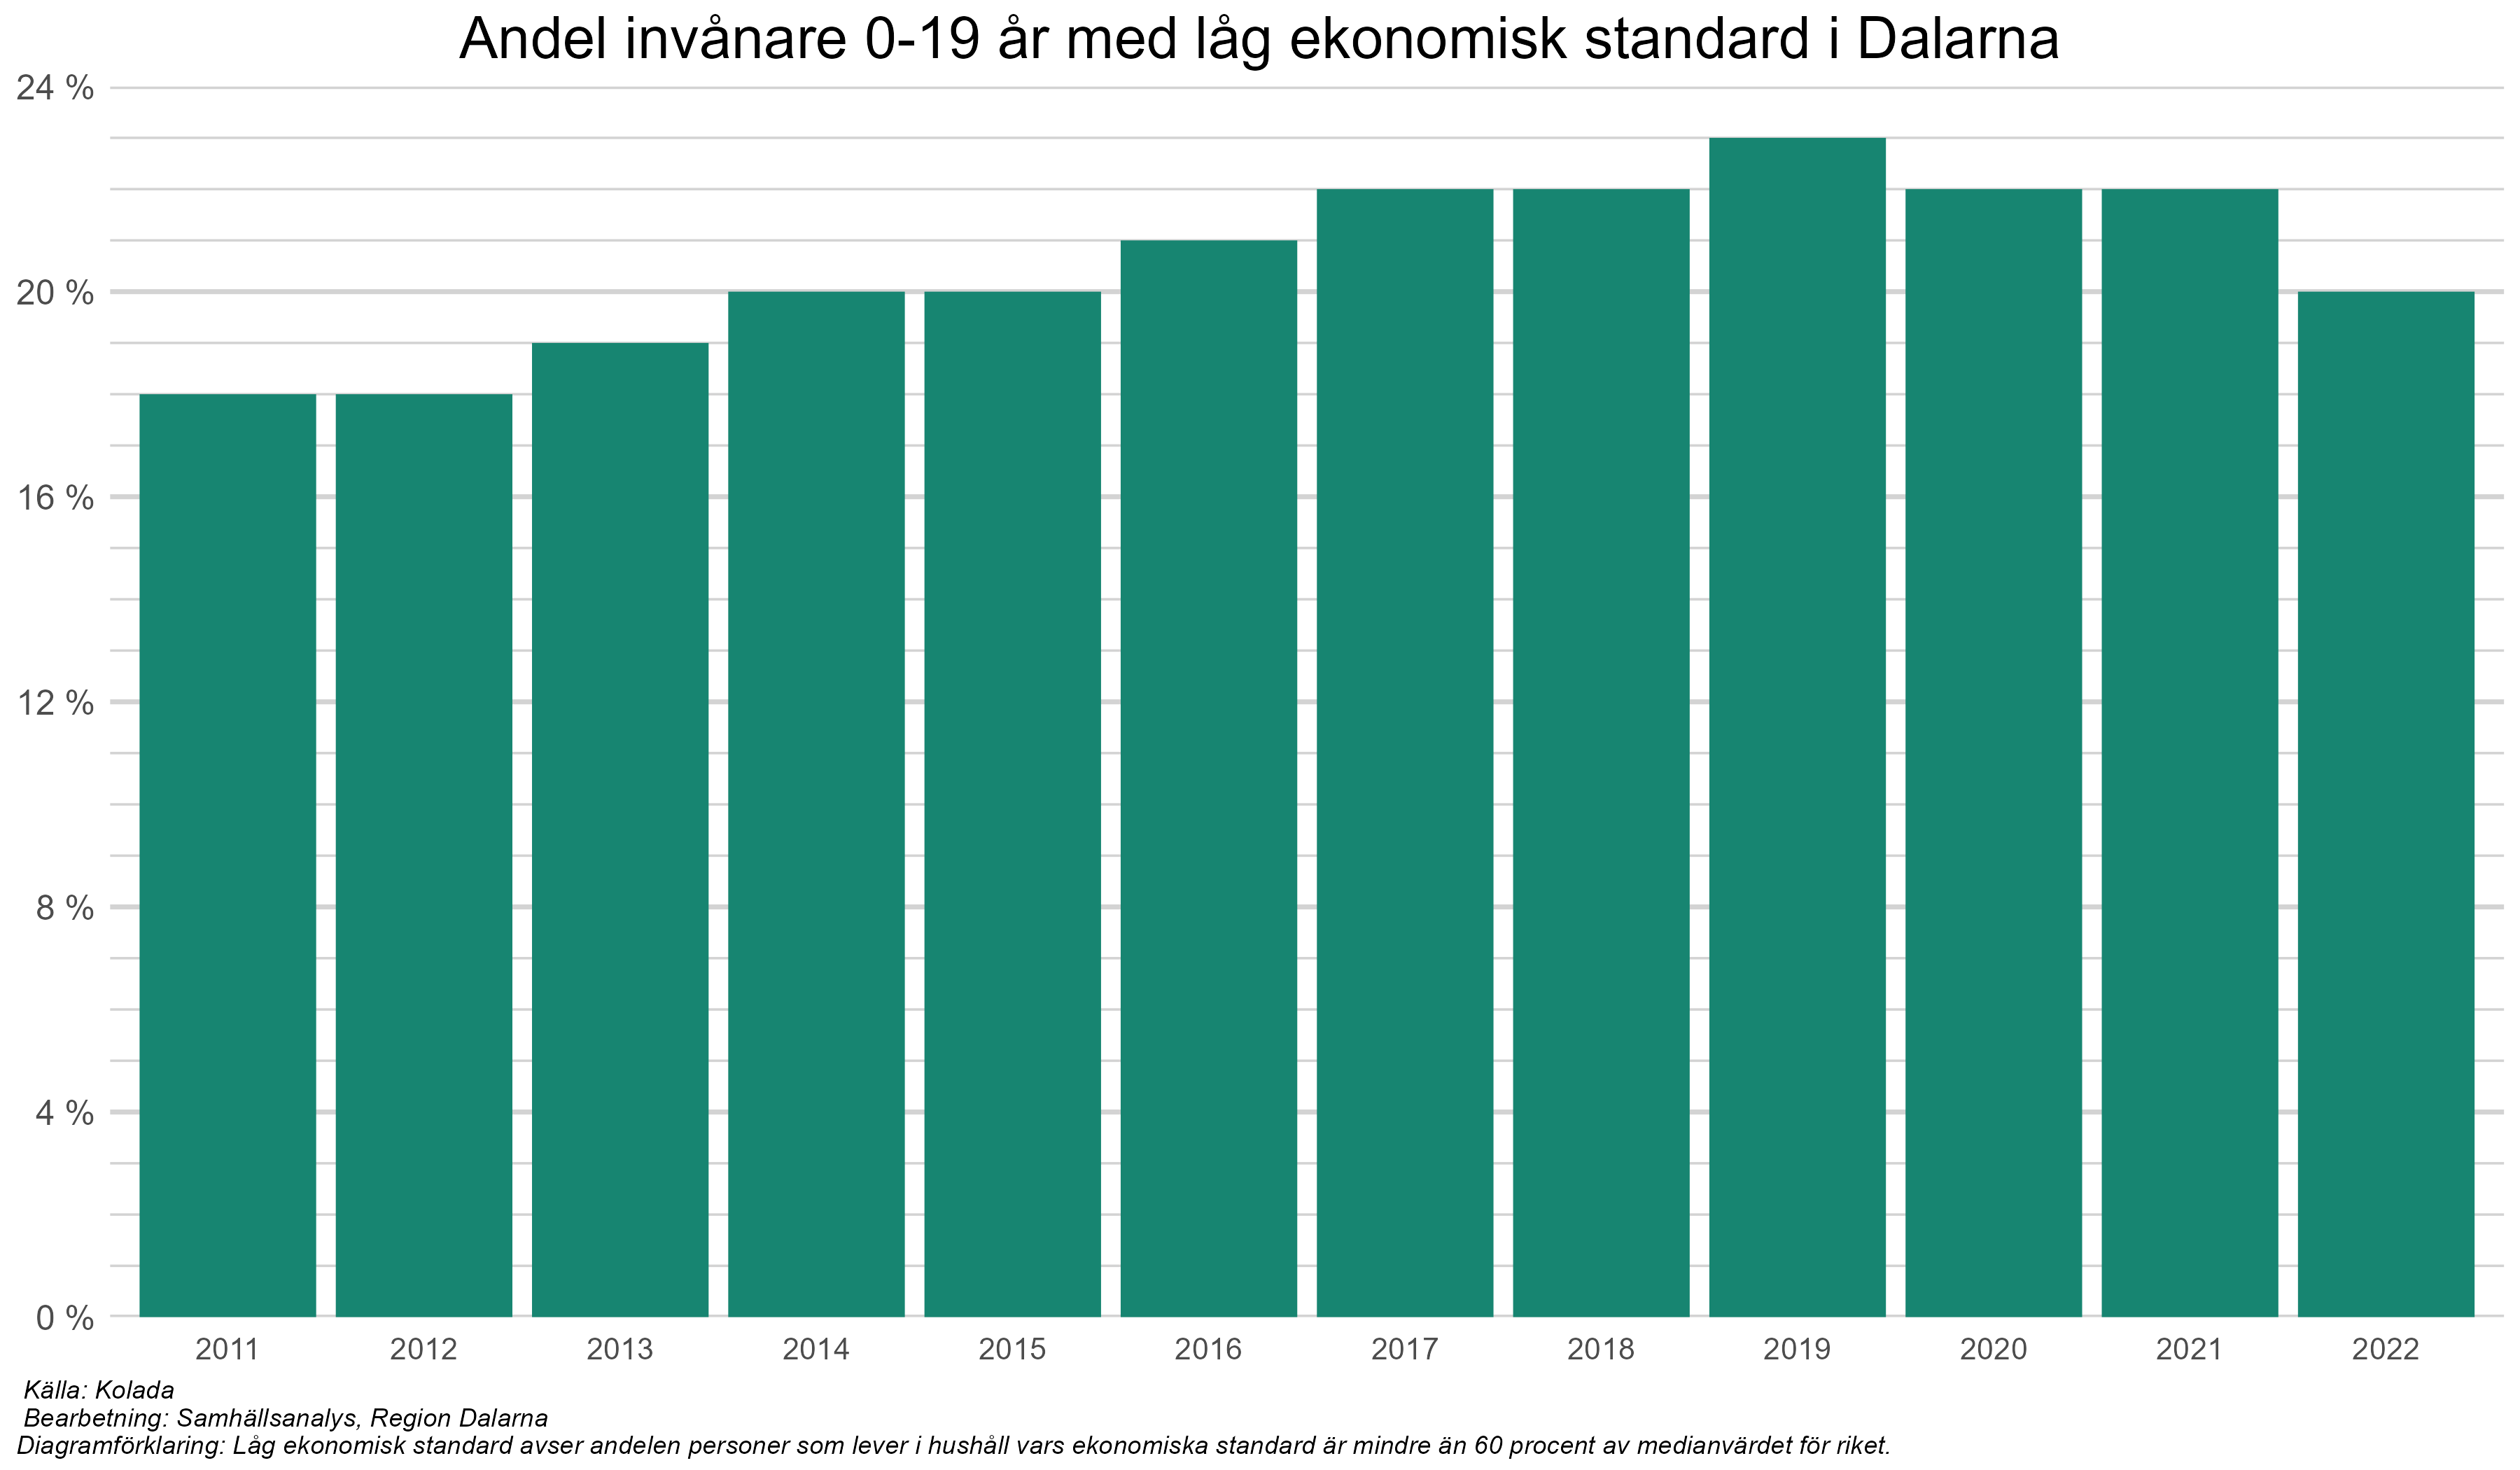 Andel invånare 0-19 år med låg ekonomisk standard i Dalarna
24 %
20 %
16 %
12 %
8 %
4 %
0 %
2011 2012 2013 2014 2015 2016 2017 2018 2019 2020 2021 2022
Källa: Kolada
Bearbetning: Samhällsanalys, Region Dalarna
Diagramförklaring: Låg ekonomisk standard avser andelen personer som lever i hushåll vars ekonomiska standard är mindre än 60 procent av medianvärdet för riket.